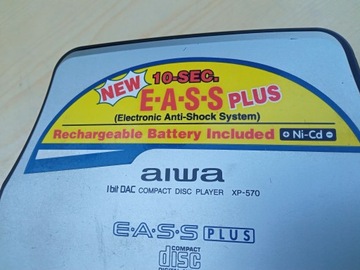 NEW
10-SEC.
E·A·S·S PLUS
(Electronic Anti-Shock System)
Rechargeable Battery Included
Ni-Cd
aiwa
1bit DAC COMPACT DISC PLAYER XP-570
E·A·S·S PLUS
COMPACT
disc